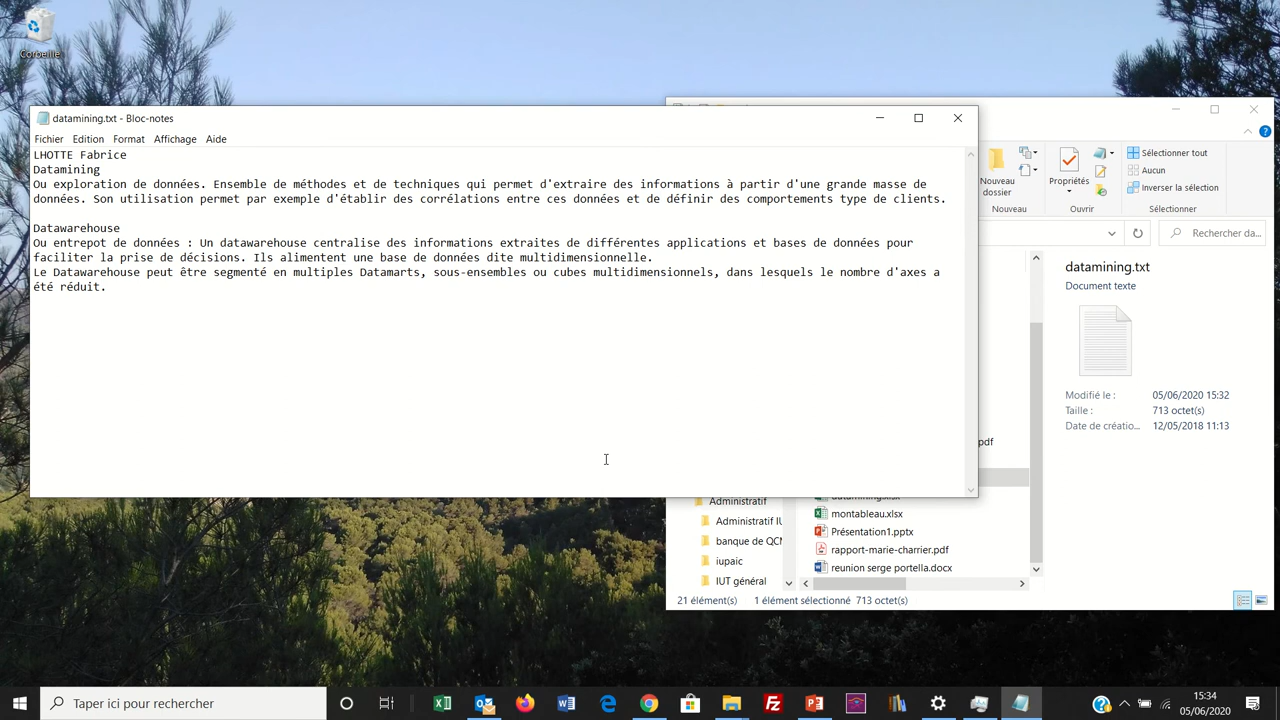 Corbeille
datamining.txt - Bloc-notes
Fichier Edition Format Affichage Aide
LHOTTE Fabrice
Datamining
Ou exploration de données. Ensemble de méthodes et de techniques qui permet d'extraire des informations à partir d'une grande masse de
données. Son utilisation permet par exemple d'établir des corrélations entre ces données et de définir des comportements type de clients.
Datawarehouse
Ou entrepot de données : Un datawarehouse centralise des informations extraites de différentes applications et bases de données pour
faciliter la prise de décisions. Ils alimentent une base de données dite multidimensionnelle.
Le Datawarehouse peut être segmenté en multiples Datamarts, sous-ensembles ou cubes multidimensionnels, dans lesquels le nombre d'axes a
été réduit.
Nouveau
dossier
Nouveau
Propriétés
Ouvrir
Sélectionner tout
Aucun
Inverser la sélection
Sélectionner
Rechercher da...
datamining.txt
Document texte
Modifié le : 05/06/2020 15:32
Taille : 713 octet(s)
Date de créatio... 12/05/2018 11:13
pdf
Administratif
Administratif IU
banque de QCM
iupaic
IUT général
montableau.xlsx
Présentation1.pptx
rapport-marie-charrier.pdf
reunion serge portella.docx
21 élément(s) 1 élément sélectionné 713 octet(s)
Taper ici pour rechercher
15:34
05/06/2020